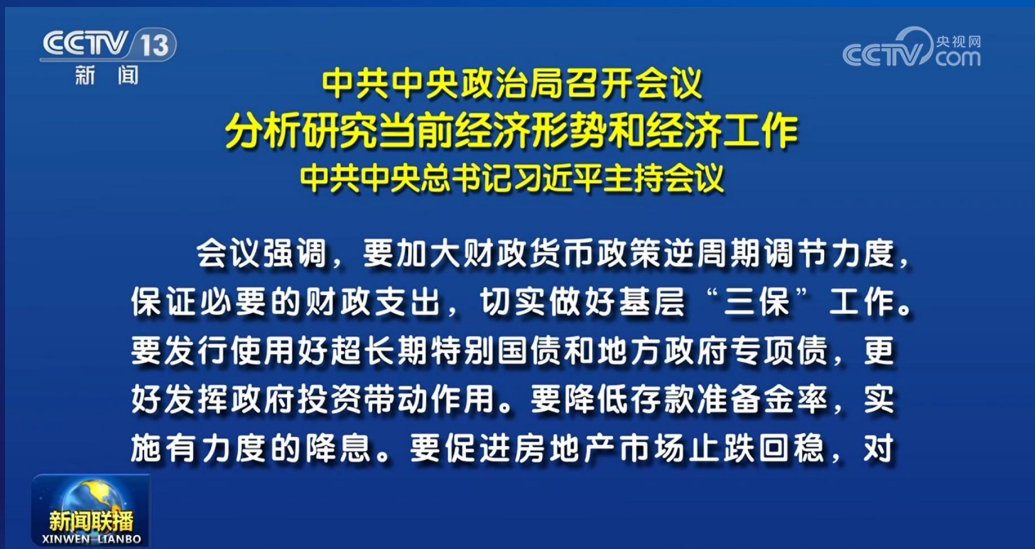 CCTV 13
新闻
央视网
CCTV.com
中共中央政治局召开会议
分析研究当前经济形势和经济工作
中共中央总书记习近平主持会议
会议强调，要加大财政货币政策逆周期调节力度，
保证必要的财政支出，切实做好基层“三保”工作。
要发行使用好超长期特别国债和地方政府专项债，更
好发挥政府投资带动作用。要降低存款准备金率，实
施有力度的降息。要促进房地产市场止跌回稳，对
新闻联播
XINWEN LIANBO